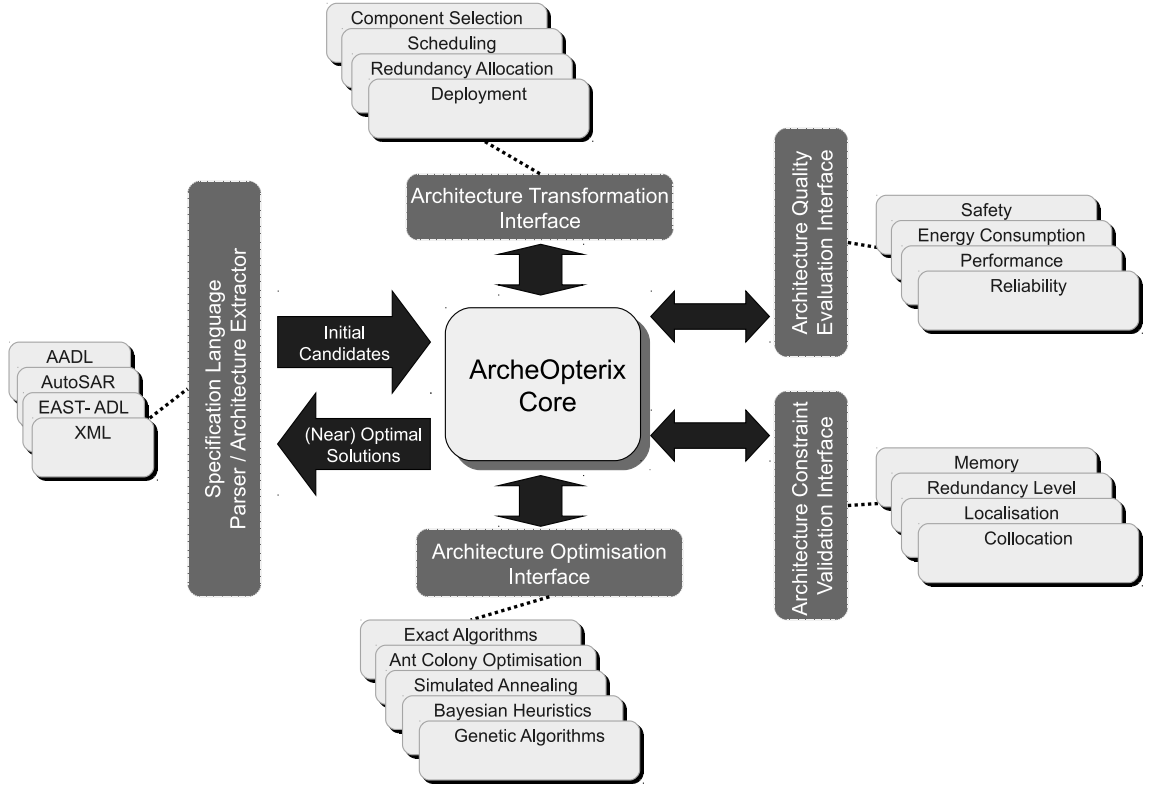 Component Selection
Scheduling
Redundancy Allocation
Deployment
Architecture Transformation
Interface
Architecture Quality
Evaluation Interface
Safety
Energy Consumption
Performance
Reliability
Specification Language
Parser / Architecture Extractor
AADL
AutoSAR
EAST- ADL
XML
Initial
Candidates
(Near) Optimal
Solutions
ArcheOpterix
Core
Architecture Constraint
Validation Interface
Memory
Redundancy Level
Localisation
Collocation
Architecture Optimisation
Interface
Exact Algorithms
Ant Colony Optimisation
Simulated Annealing
Bayesian Heuristics
Genetic Algorithms